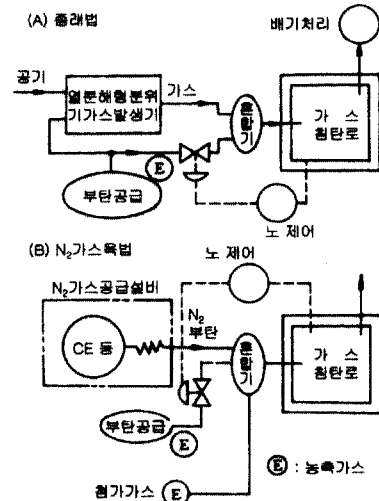 (A) 종래법
배기처리
공기
열분해형분위
기가스발생기
가스
혼합기
가 스
침탄로
E
부탄공급
노 제어
(B) N₂가스욕법
노 제어
N₂가스공급설비
N₂
부탄
CE 등
혼합기
가 스
침탄로
부탄공급
E
E : 농축가스
첨가가스 E